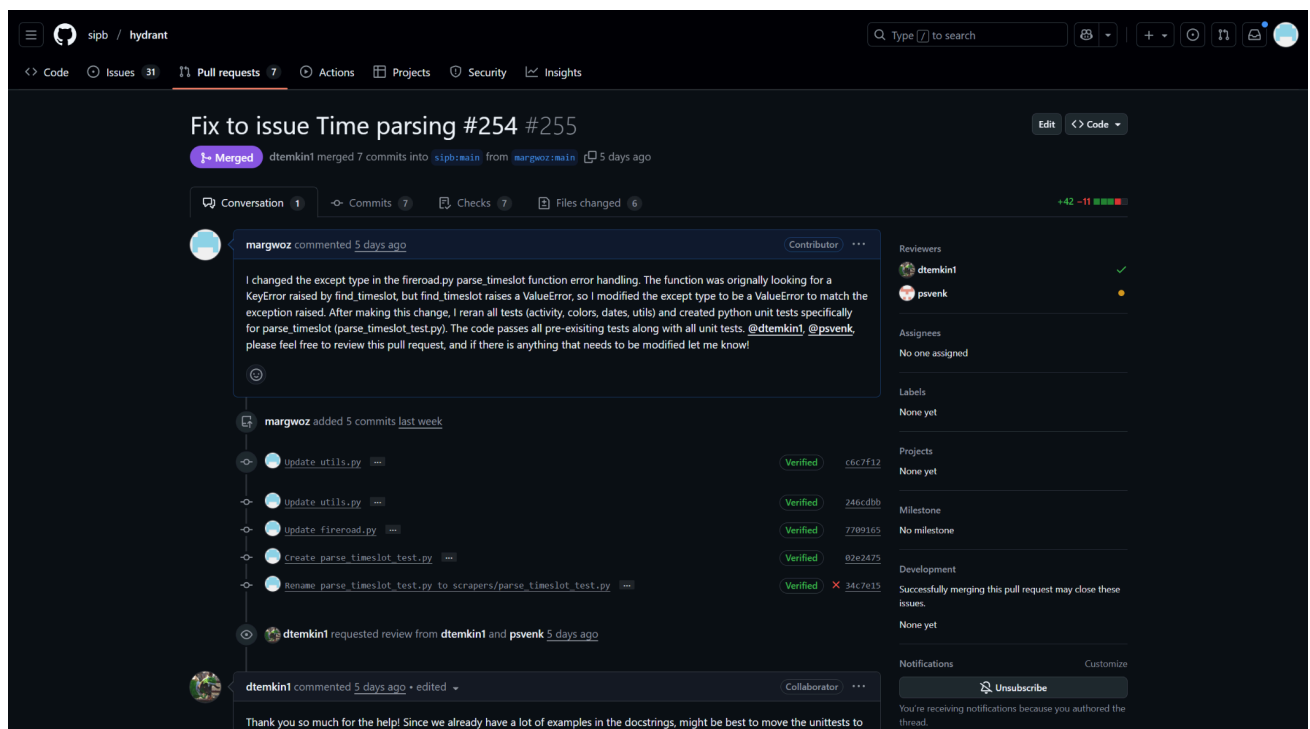 sipb / hydrant
Type / to search
Code Issues 31 Pull requests 7 Actions Projects Security Insights
Fix to issue Time parsing #254 #255
Edit <> Code
Merged dtemkin1 merged 7 commits into sipb:main from margwoz:main 5 days ago
Conversation 1 Commits 7 Checks 7 Files changed 6
+42 −11
margwoz commented 5 days ago
Contributor
I changed the except type in the fireroad.py parse_timeslot function error handling. The function was orignally looking for a
KeyError raised by find_timeslot, but find_timeslot raises a ValueError, so I modified the except type to be a ValueError to match the
exception raised. After making this change, I reran all tests (activity, colors, dates, utils) and created python unit tests specifically
for parse_timeslot (parse_timeslot_test.py). The code passes all pre-exisiting tests along with all unit tests. @dtemkin1, @psvenk,
please feel free to review this pull request, and if there is anything that needs to be modified let me know!
margwoz added 5 commits last week
Update utils.py ... Verified c6c7f12
Update utils.py ... Verified 246cdbb
Update fireroad.py ... Verified 7709165
Create parse_timeslot_test.py ... Verified 02e2475
Rename parse_timeslot_test.py to scrapers/parse_timeslot_test.py ... Verified 34c7e15
dtemkin1 requested review from dtemkin1 and psvenk 5 days ago
dtemkin1 commented 5 days ago • edited
Collaborator
Thank you so much for the help! Since we already have a lot of examples in the docstrings, might be best to move the unittests to
Reviewers
dtemkin1
psvenk
Assignees
No one assigned
Labels
None yet
Projects
None yet
Milestone
No milestone
Development
Successfully merging this pull request may close these
issues.
None yet
Notifications Customize
Unsubscribe
You're receiving notifications because you authored the
thread.